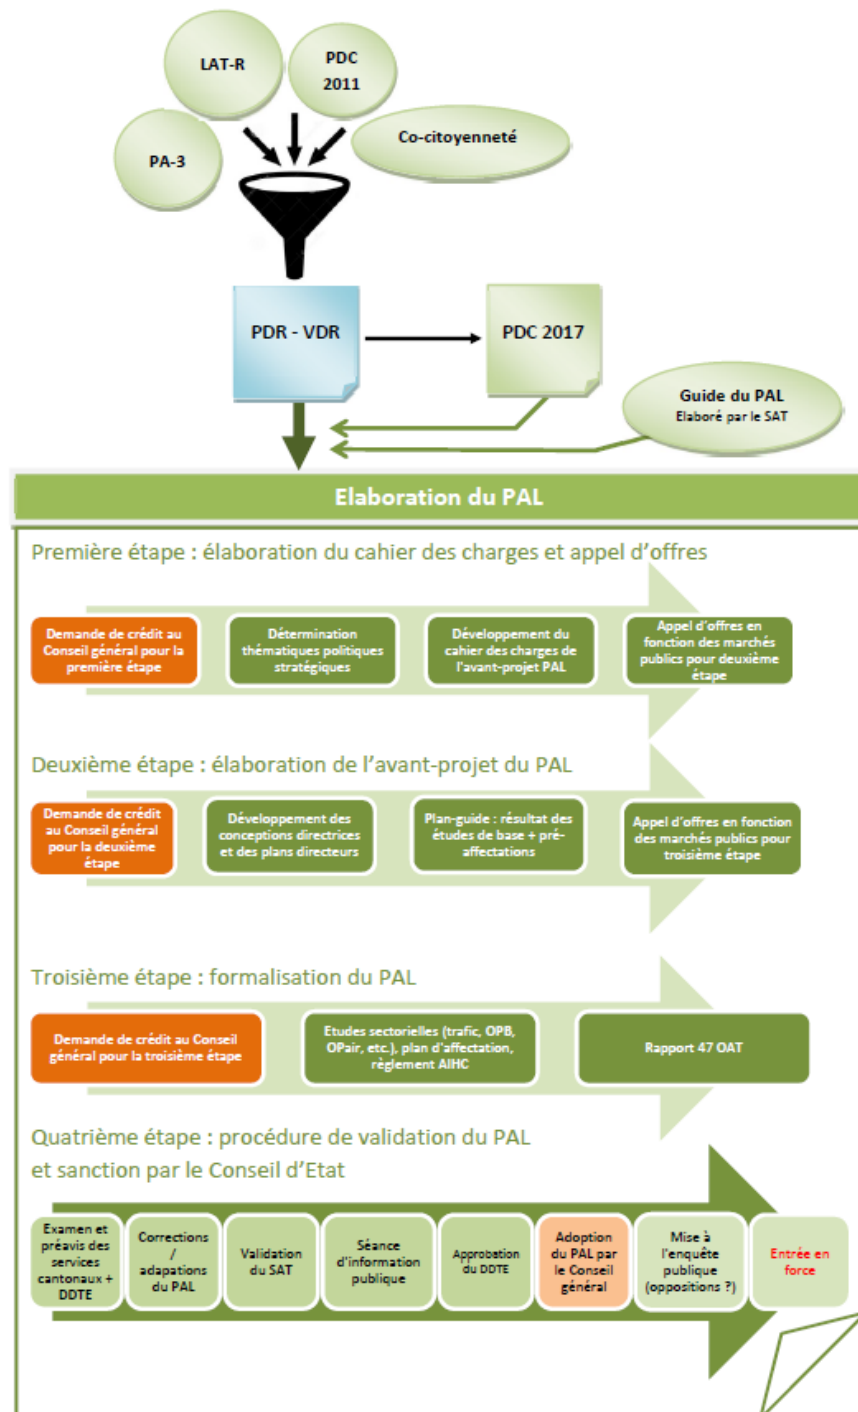 LAT-R
PDC
2011
PA-3
Co-citoyenneté
PDR - VDR
PDC 2017
Guide du PAL
Elaboré par le SAT
Elaboration du PAL
Première étape : élaboration du cahier des charges et appel d'offres
Demande de crédit au
Conseil général pour la
première étape
Détermination
thématiques politiques
stratégiques
Développement du
cahier des charges de
l'avant-projet PAL
Appel d'offres en
fonction des marchés
publics pour deuxième
étape
Deuxième étape : élaboration de l'avant-projet du PAL
Demande de crédit
au Conseil général
pour la deuxième
étape
Développement des
conceptions directrices
et des plans directeurs
Plan-guide : résultat des
études de base + pré-
affectations
Appel d'offres en fonction
des marchés publics pour
troisième étape
Troisième étape : formalisation du PAL
Demande de crédit au Conseil
général pour la troisième étape
Etudes sectorielles (trafic, OPB,
OPair, etc.), plan d'affectation,
règlement AIHC
Rapport 47 OAT
Quatrième étape : procédure de validation du PAL
et sanction par le Conseil d'Etat
Examen et
préavis des
services
cantonaux +
DDTE
Corrections
/
adapations
du PAL
Validation
du SAT
Séance
d'information
publique
Approbation
du DDTE
Adoption
du PAL par
le Conseil
général
Mise à
l'enquête
publique
(oppositions ?)
Entrée en
force